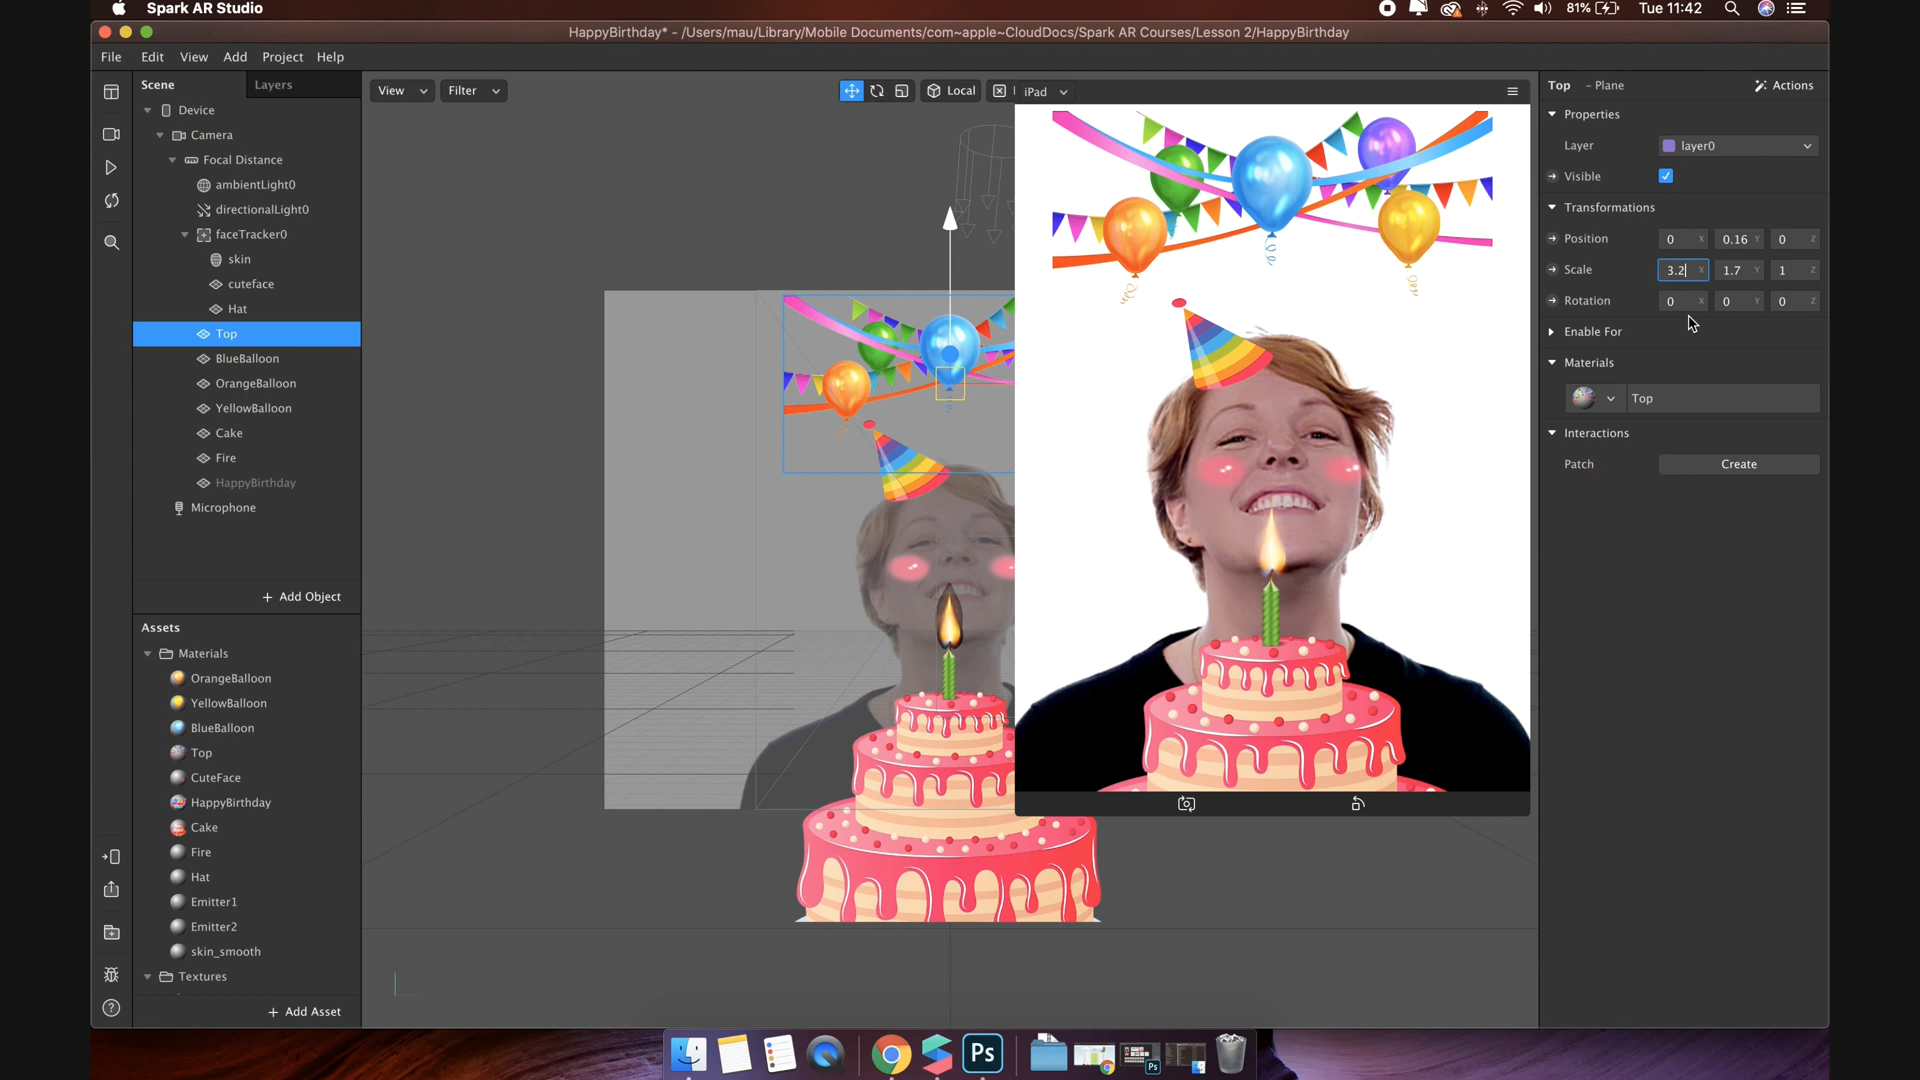 Spark AR Studio
81%
Tue 11:42
HappyBirthday* - /Users/mau/Library/Mobile Documents/com~apple~CloudDocs/Spark AR Courses/Lesson 2/HappyBirthday
File Edit View Add Project Help
Scene Layers
View Filter Local iPad
Top - Plane Actions
Device
Camera
Focal Distance
ambientLight0
directionalLight0
faceTracker0
skin
cuteface
Hat
Top
BlueBalloon
OrangeBalloon
YellowBalloon
Cake
Fire
HappyBirthday
Microphone
+ Add Object
Assets
Materials
OrangeBalloon
YellowBalloon
BlueBalloon
Top
CuteFace
HappyBirthday
Cake
Fire
Hat
Emitter1
Emitter2
skin_smooth
Textures
+ Add Asset
Properties
Layer layer0
Visible
Transformations
Position 0 X 0.16 Y 0 Z
Scale 3.2 X 1.7 Y 1 Z
Rotation 0 X 0 Y 0 Z
Enable For
Materials
Top
Interactions
Patch Create
Ps